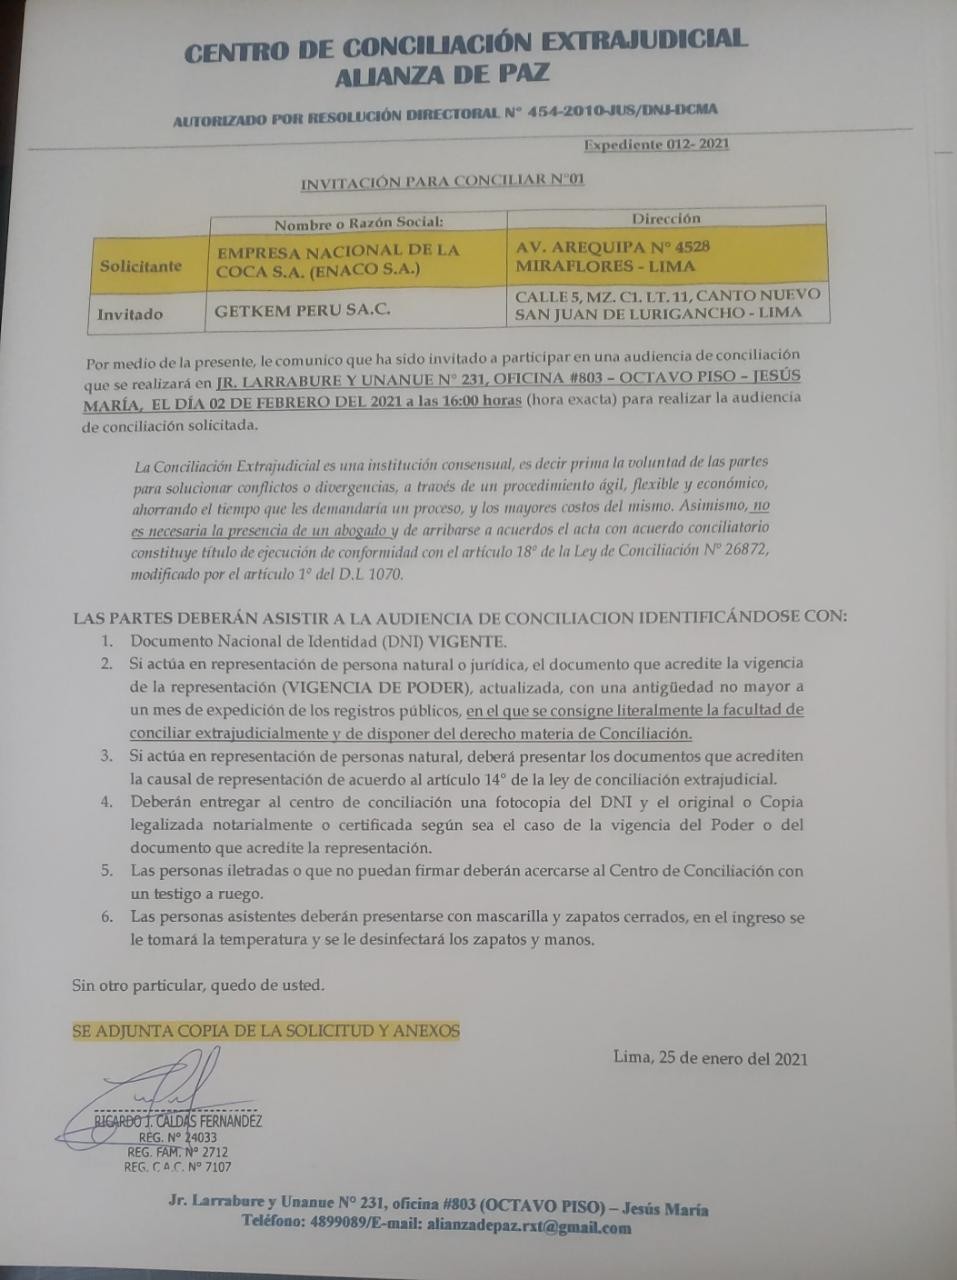 CENTRO DE CONCILIACIÓN EXTRAJUDICIAL
ALIANZA DE PAZ
AUTORIZADO POR RESOLUCIÓN DIRECTORAL N° 454-2010-JUS/DNJ-DCMA
Expediente 012- 2021
INVITACIÓN PARA CONCILIAR N°01
Nombre o Razón Social: Dirección
Solicitante EMPRESA NACIONAL DE LA COCA S.A. (ENACO S.A.) AV. AREQUIPA N° 4528 MIRAFLORES - LIMA
Invitado GETKEM PERU SA.C. CALLE 5, MZ. C1. LT. 11, CANTO NUEVO SAN JUAN DE LURIGANCHO - LIMA
Por medio de la presente, le comunico que ha sido invitado a participar en una audiencia de conciliación
que se realizará en JR. LARRABURE Y UNANUE N° 231, OFICINA #803 – OCTAVO PISO – JESÚS
MARÍA, EL DÍA 02 DE FEBRERO DEL 2021 a las 16:00 horas (hora exacta) para realizar la audiencia
de conciliación solicitada.
La Conciliación Extrajudicial es una institución consensual, es decir prima la voluntad de las partes
para solucionar conflictos o divergencias, a través de un procedimiento ágil, flexible y económico,
ahorrando el tiempo que les demandaría un proceso, y los mayores costos del mismo. Asimismo, no
es necesaria la presencia de un abogado y de arribarse a acuerdos el acta con acuerdo conciliatorio
constituye título de ejecución de conformidad con el artículo 18° de la Ley de Conciliación N° 26872,
modificado por el artículo 1° del D.L 1070.
LAS PARTES DEBERÁN ASISTIR A LA AUDIENCIA DE CONCILIACION IDENTIFICÁNDOSE CON:
1. Documento Nacional de Identidad (DNI) VIGENTE.
2. Si actúa en representación de persona natural o jurídica, el documento que acredite la vigencia
de la representación (VIGENCIA DE PODER), actualizada, con una antigüedad no mayor a
un mes de expedición de los registros públicos, en el que se consigne literalmente la facultad de
conciliar extrajudicialmente y de disponer del derecho materia de Conciliación.
3. Si actúa en representación de personas natural, deberá presentar los documentos que acrediten
la causal de representación de acuerdo al artículo 14° de la ley de conciliación extrajudicial.
4. Deberán entregar al centro de conciliación una fotocopia del DNI y el original o Copia
legalizada notarialmente o certificada según sea el caso de la vigencia del Poder o del
documento que acredite la representación.
5. Las personas iletradas o que no puedan firmar deberán acercarse al Centro de Conciliación con
un testigo a ruego.
6. Las personas asistentes deberán presentarse con mascarilla y zapatos cerrados, en el ingreso se
le tomará la temperatura y se le desinfectará los zapatos y manos.
Sin otro particular, quedo de usted.
SE ADJUNTA COPIA DE LA SOLICITUD Y ANEXOS
Lima, 25 de enero del 2021
RICARDO J. CALDAS FERNANDEZ
REG. N° 24033
REG. FAM. N° 2712
REG. C.A.C. N° 7107
Jr. Larrabure y Unanue N° 231, oficina #803 (OCTAVO PISO) – Jesús María
Teléfono: 4899089/E-mail: alianzadepaz.rxt@gmail.com